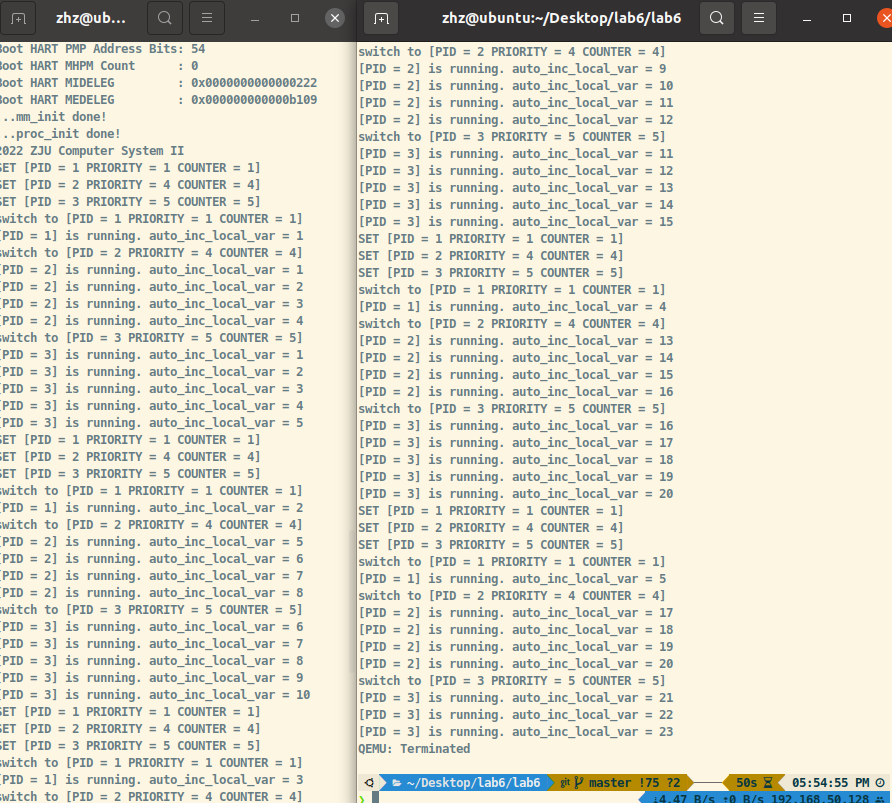 zhz@ub...
Boot HART PMP Address Bits: 54
Boot HART MHPM Count : 0
Boot HART MIDELEG : 0x0000000000000222
Boot HART MEDELEG : 0x000000000000b109
...mm_init done!
...proc_init done!
2022 ZJU Computer System II
SET [PID = 1 PRIORITY = 1 COUNTER = 1]
SET [PID = 2 PRIORITY = 4 COUNTER = 4]
SET [PID = 3 PRIORITY = 5 COUNTER = 5]
switch to [PID = 1 PRIORITY = 1 COUNTER = 1]
[PID = 1] is running. auto_inc_local_var = 1
switch to [PID = 2 PRIORITY = 4 COUNTER = 4]
[PID = 2] is running. auto_inc_local_var = 1
[PID = 2] is running. auto_inc_local_var = 2
[PID = 2] is running. auto_inc_local_var = 3
[PID = 2] is running. auto_inc_local_var = 4
switch to [PID = 3 PRIORITY = 5 COUNTER = 5]
[PID = 3] is running. auto_inc_local_var = 1
[PID = 3] is running. auto_inc_local_var = 2
[PID = 3] is running. auto_inc_local_var = 3
[PID = 3] is running. auto_inc_local_var = 4
[PID = 3] is running. auto_inc_local_var = 5
SET [PID = 1 PRIORITY = 1 COUNTER = 1]
SET [PID = 2 PRIORITY = 4 COUNTER = 4]
SET [PID = 3 PRIORITY = 5 COUNTER = 5]
switch to [PID = 1 PRIORITY = 1 COUNTER = 1]
[PID = 1] is running. auto_inc_local_var = 2
switch to [PID = 2 PRIORITY = 4 COUNTER = 4]
[PID = 2] is running. auto_inc_local_var = 5
[PID = 2] is running. auto_inc_local_var = 6
[PID = 2] is running. auto_inc_local_var = 7
[PID = 2] is running. auto_inc_local_var = 8
switch to [PID = 3 PRIORITY = 5 COUNTER = 5]
[PID = 3] is running. auto_inc_local_var = 6
[PID = 3] is running. auto_inc_local_var = 7
[PID = 3] is running. auto_inc_local_var = 8
[PID = 3] is running. auto_inc_local_var = 9
[PID = 3] is running. auto_inc_local_var = 10
SET [PID = 1 PRIORITY = 1 COUNTER = 1]
SET [PID = 2 PRIORITY = 4 COUNTER = 4]
SET [PID = 3 PRIORITY = 5 COUNTER = 5]
switch to [PID = 1 PRIORITY = 1 COUNTER = 1]
[PID = 1] is running. auto_inc_local_var = 3
switch to [PID = 2 PRIORITY = 4 COUNTER = 4]
zhz@ubuntu:~/Desktop/lab6/lab6
switch to [PID = 2 PRIORITY = 4 COUNTER = 4]
[PID = 2] is running. auto_inc_local_var = 9
[PID = 2] is running. auto_inc_local_var = 10
[PID = 2] is running. auto_inc_local_var = 11
[PID = 2] is running. auto_inc_local_var = 12
switch to [PID = 3 PRIORITY = 5 COUNTER = 5]
[PID = 3] is running. auto_inc_local_var = 11
[PID = 3] is running. auto_inc_local_var = 12
[PID = 3] is running. auto_inc_local_var = 13
[PID = 3] is running. auto_inc_local_var = 14
[PID = 3] is running. auto_inc_local_var = 15
SET [PID = 1 PRIORITY = 1 COUNTER = 1]
SET [PID = 2 PRIORITY = 4 COUNTER = 4]
SET [PID = 3 PRIORITY = 5 COUNTER = 5]
switch to [PID = 1 PRIORITY = 1 COUNTER = 1]
[PID = 1] is running. auto_inc_local_var = 4
switch to [PID = 2 PRIORITY = 4 COUNTER = 4]
[PID = 2] is running. auto_inc_local_var = 13
[PID = 2] is running. auto_inc_local_var = 14
[PID = 2] is running. auto_inc_local_var = 15
[PID = 2] is running. auto_inc_local_var = 16
switch to [PID = 3 PRIORITY = 5 COUNTER = 5]
[PID = 3] is running. auto_inc_local_var = 16
[PID = 3] is running. auto_inc_local_var = 17
[PID = 3] is running. auto_inc_local_var = 18
[PID = 3] is running. auto_inc_local_var = 19
[PID = 3] is running. auto_inc_local_var = 20
SET [PID = 1 PRIORITY = 1 COUNTER = 1]
SET [PID = 2 PRIORITY = 4 COUNTER = 4]
SET [PID = 3 PRIORITY = 5 COUNTER = 5]
switch to [PID = 1 PRIORITY = 1 COUNTER = 1]
[PID = 1] is running. auto_inc_local_var = 5
switch to [PID = 2 PRIORITY = 4 COUNTER = 4]
[PID = 2] is running. auto_inc_local_var = 17
[PID = 2] is running. auto_inc_local_var = 18
[PID = 2] is running. auto_inc_local_var = 19
[PID = 2] is running. auto_inc_local_var = 20
switch to [PID = 3 PRIORITY = 5 COUNTER = 5]
[PID = 3] is running. auto_inc_local_var = 21
[PID = 3] is running. auto_inc_local_var = 22
[PID = 3] is running. auto_inc_local_var = 23
QEMU: Terminated
~/Desktop/lab6/lab6 git master !75 ?2 50s 05:54:55 PM
↓4.47 B/s ↑0 B/s 192.168.50.128